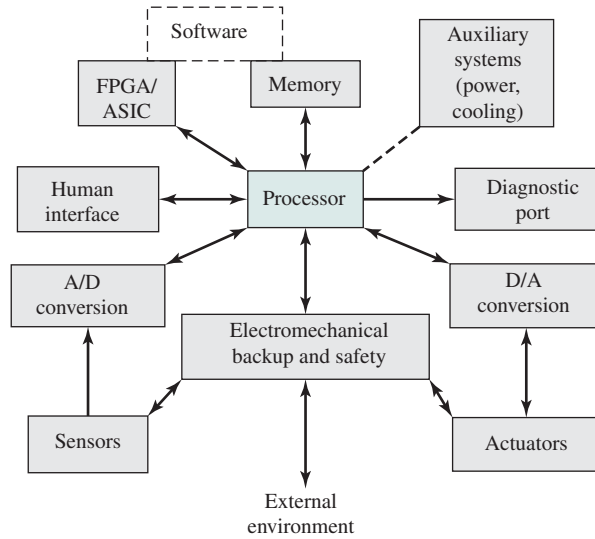 Software
FPGA/
ASIC
Memory
Auxiliary
systems
(power,
cooling)
Human
interface
Processor
Diagnostic
port
A/D
conversion
Electromechanical
backup and safety
D/A
conversion
Sensors
Actuators
External
environment